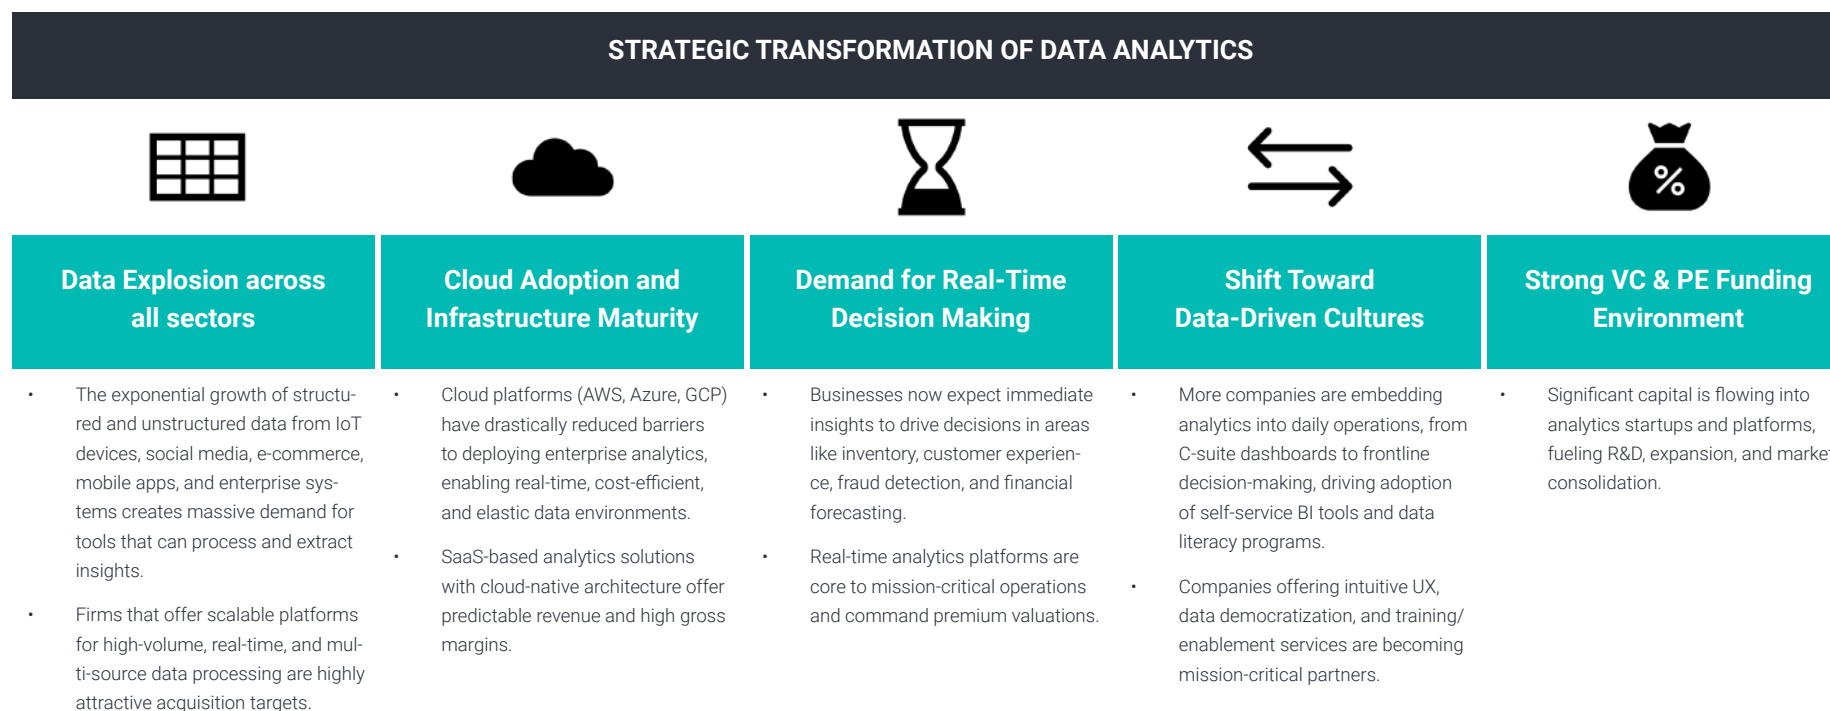 STRATEGIC TRANSFORMATION OF DATA ANALYTICS
%
Data Explosion across
all sectors
• The exponential growth of structu-
red and unstructured data from IoT
devices, social media, e-commerce,
mobile apps, and enterprise sys-
tems creates massive demand for
tools that can process and extract
insights.
• Firms that offer scalable platforms
for high-volume, real-time, and mul-
ti-source data processing are highly
attractive acquisition targets.
Cloud Adoption and
Infrastructure Maturity
• Cloud platforms (AWS, Azure, GCP)
have drastically reduced barriers
to deploying enterprise analytics,
enabling real-time, cost-efficient,
and elastic data environments.
• SaaS-based analytics solutions
with cloud-native architecture offer
predictable revenue and high gross
margins.
Demand for Real-Time
Decision Making
• Businesses now expect immediate
insights to drive decisions in areas
like inventory, customer experien-
ce, fraud detection, and financial
forecasting.
• Real-time analytics platforms are
core to mission-critical operations
and command premium valuations.
Shift Toward
Data-Driven Cultures
• More companies are embedding
analytics into daily operations, from
C-suite dashboards to frontline
decision-making, driving adoption
of self-service BI tools and data
literacy programs.
• Companies offering intuitive UX,
data democratization, and training/
enablement services are becoming
mission-critical partners.
Strong VC & PE Funding
Environment
• Significant capital is flowing into
analytics startups and platforms,
fueling R&D, expansion, and market
consolidation.